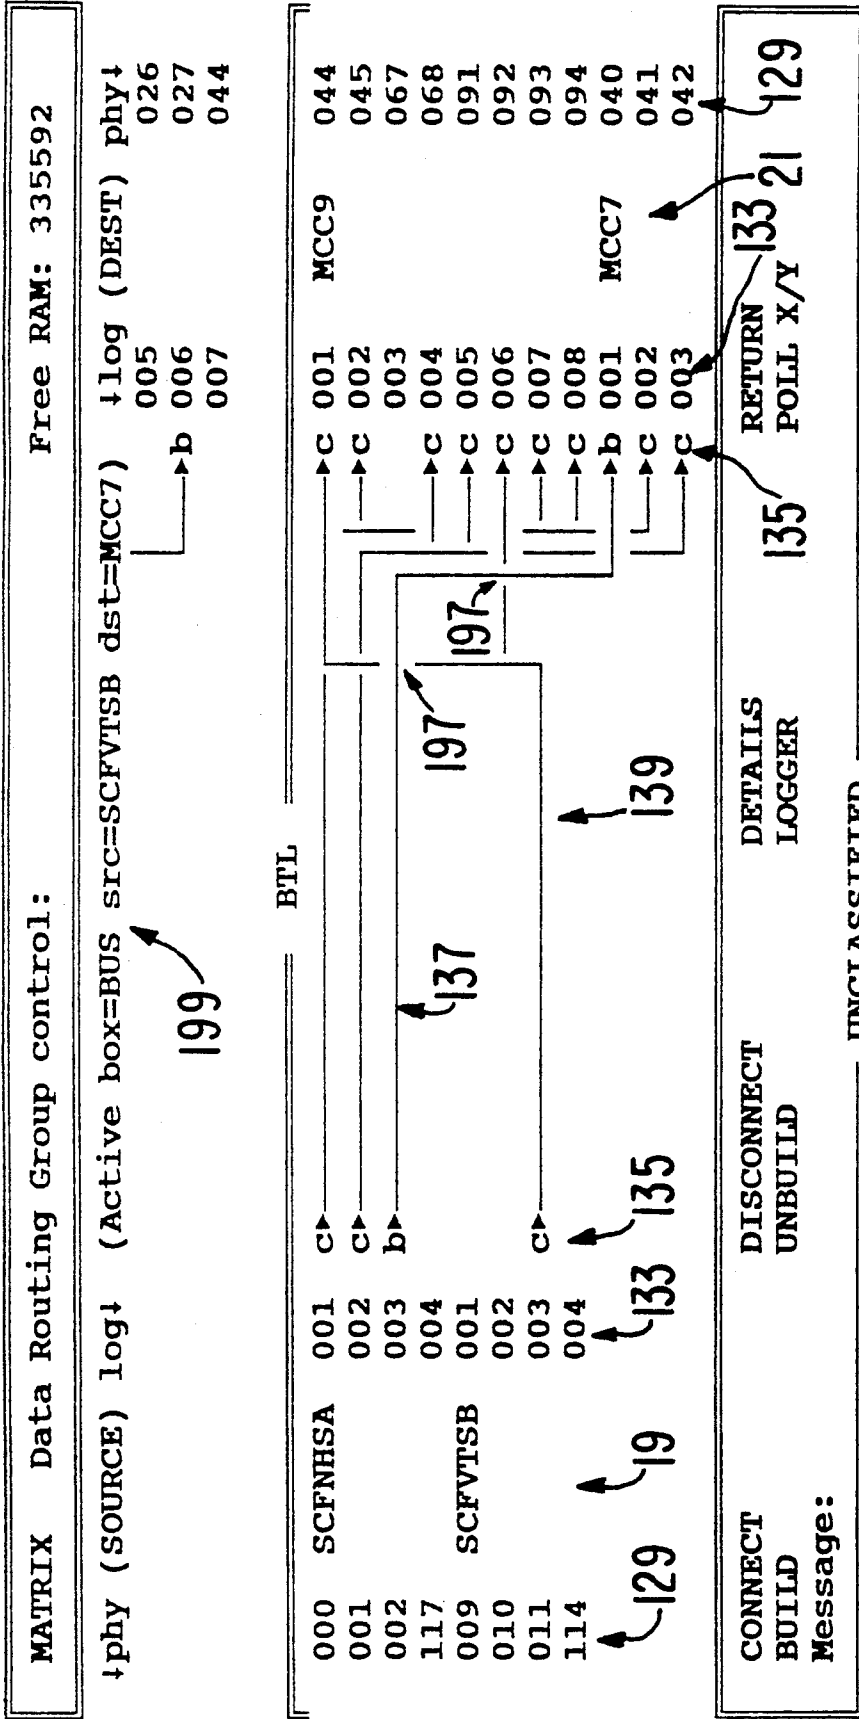 MATRIX Data Routing Group control: Free RAM: 335592
↓phy (SOURCE) log↓ (Active box=BUS src=SCFVTSB dst=MCC7) ↓log (DEST) phy↓
005 026
►b 006 027
007 044
199
BTL
000 SCFNHSA 001 c► ►c 001 MCC9 044
001 002 c► ►c 002 045
002 003 b► 003 067
117 004 ►c 004 068
009 SCFVTSB 001 ►c 005 091
010 002 ►c 006 092
011 003 c► ►c 007 093
114 004 ►c 008 094
►b 001 MCC7 040
►c 002 041
►c 003 042
137 197 197
129 19 133 135 139 135 133 21 129
CONNECT DISCONNECT DETAILS RETURN
BUILD UNBUILD LOGGER POLL X/Y
Message:
UNCLASSIFIED